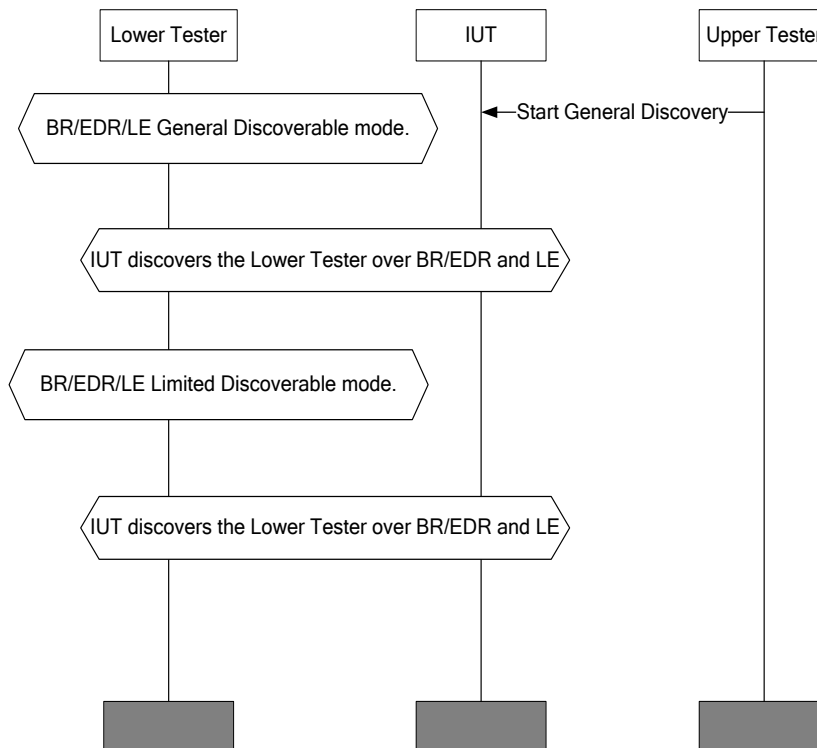 Lower Tester
IUT
Upper Tester
BR/EDR/LE General Discoverable mode.
Start General Discovery
IUT discovers the Lower Tester over BR/EDR and LE
BR/EDR/LE Limited Discoverable mode.
IUT discovers the Lower Tester over BR/EDR and LE